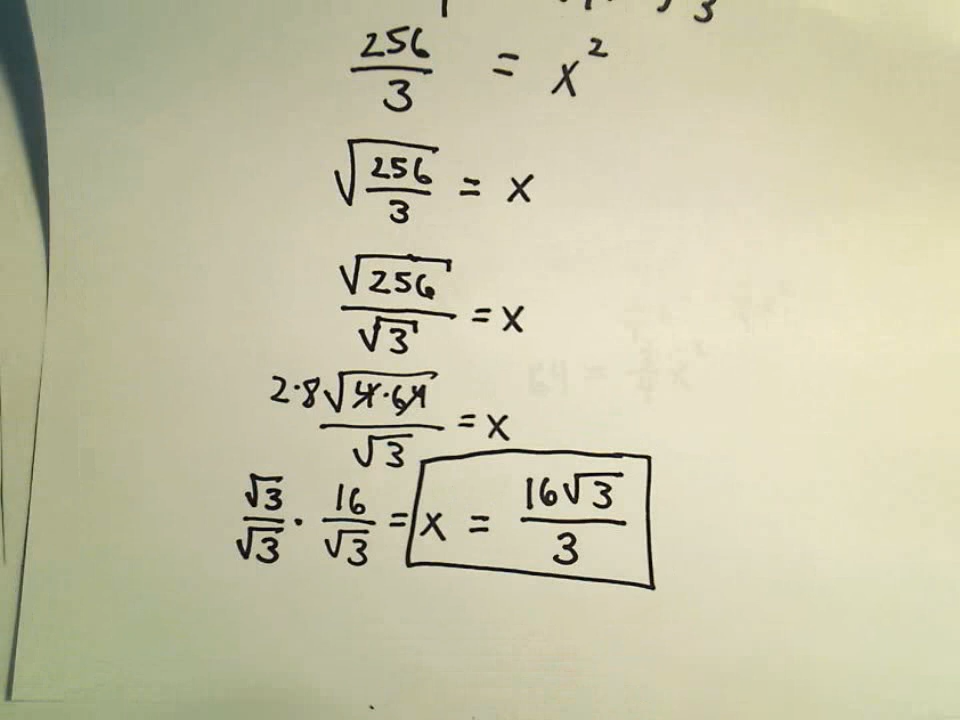 256/3 = x²
√(256/3) = x
√256/√3 = x
2·8√(4·64)/√3 = x
√3/√3 · 16/√3 = x = 16√3/3